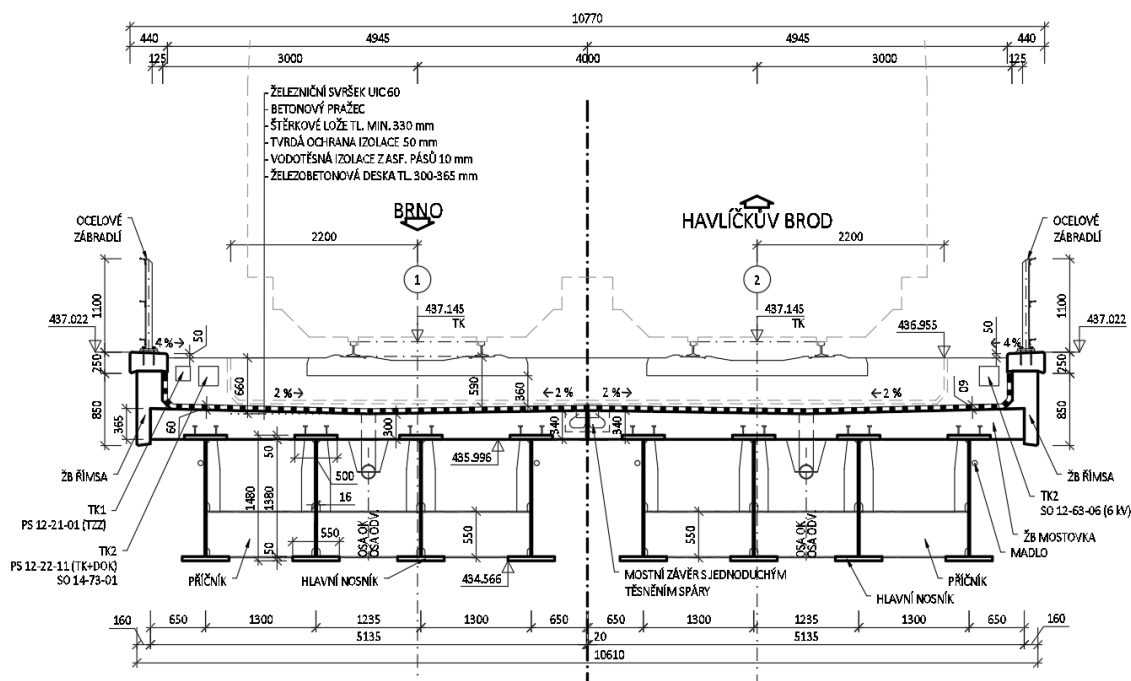 10770
440 4945 4945 440
125 3000 4000 3000 125
ŽELEZNIČNÍ SVRŠEK UIC60
BETONOVÝ PRAŽEC
ŠTĚRKOVÉ LOŽE TL. MIN. 330 mm
TVRDÁ OCHRANA IZOLACE 50 mm
VODOTĚSNÁ IZOLACE Z ASF. PÁSŮ 10 mm
ŽELEZOBETONOVÁ DESKA TL. 300-365 mm
BRNO
HAVLÍČKŮV BROD
OCELOVÉ
ZÁBRADLÍ
OCELOVÉ
ZÁBRADLÍ
2200 2200
1 2
1100 1100
437.022 50 437.145 437.145 436.955 50 437.022
TK TK
4% 4%
250 250
660 590 360
2 % 2 % 2 % 2 % 60
850 850
365 60 300 340 340
435.996
50 500
ŽB ŘÍMSA ŽB ŘÍMSA
1480 1380 16
TK1
PS 12-21-01 (TZZ)
TK2
SO 12-63-06 (6 kV)
550 550 550
OSA OK
OSA ODV.
OSA OK
OSA ODV.
ŽB MOSTOVKA
MADLO
TK2
PS 12-22-11 (TK+DOK)
SO 14-73-01
50
PŘÍČNÍK
HLAVNÍ NOSNÍK
434.566
MOSTNÍ ZÁVĚR S JEDNODUCHÝM
TĚSNĚNÍM SPÁRY
PŘÍČNÍK
HLAVNÍ NOSNÍK
650 1300 1235 1300 650 650 1300 1235 1300 650
160 5135 20 5135 160
10610